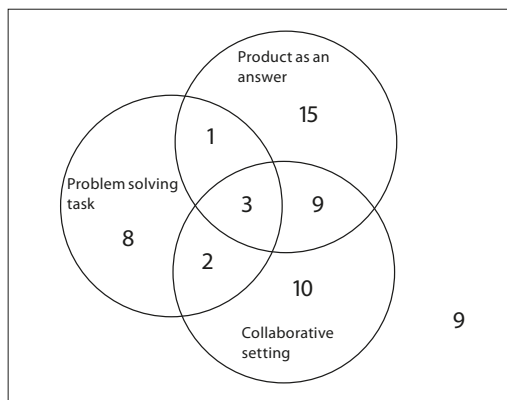 Product as an
answer
15
1
Problem solving
task
3
9
8
2
10
9
Collaborative
setting